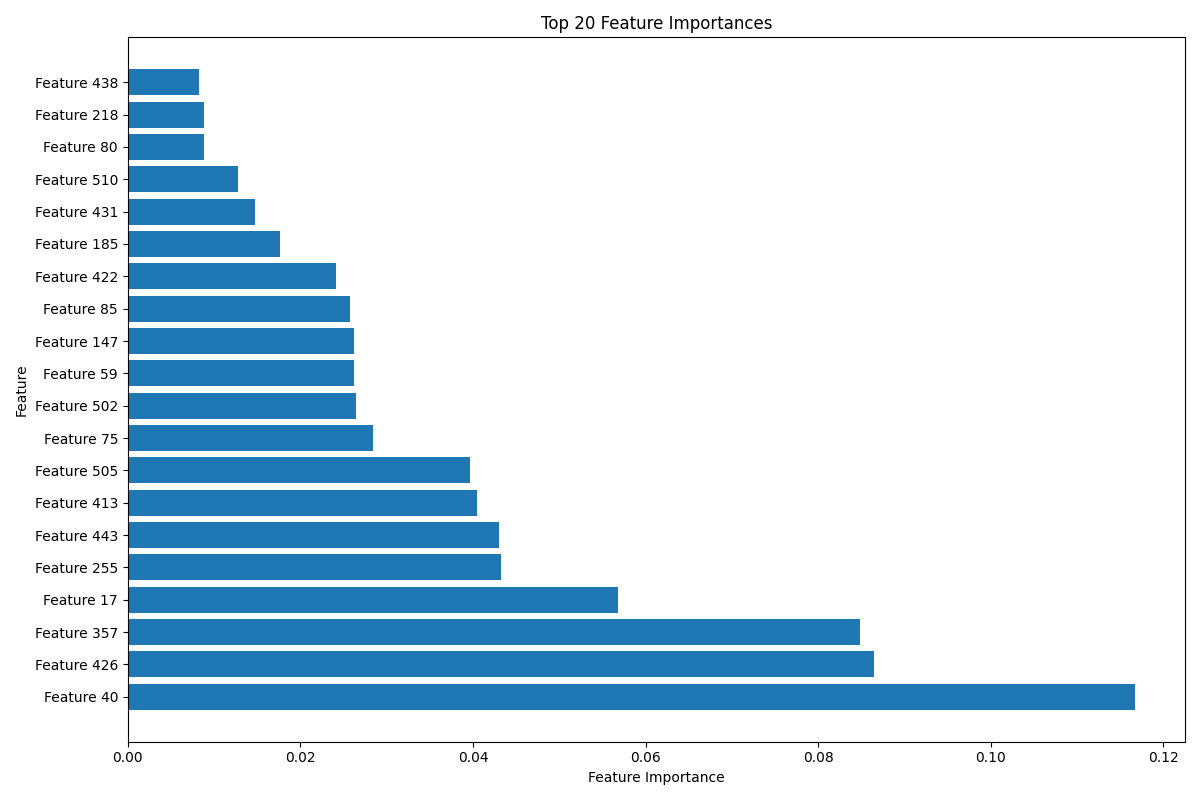 Top 20 Feature Importances
Feature 438
Feature 218
Feature 80
Feature 510
Feature 431
Feature 185
Feature 422
Feature 85
Feature 147
Feature 59
Feature 502
Feature 75
Feature 505
Feature 413
Feature 443
Feature 255
Feature 17
Feature 357
Feature 426
Feature 40
Feature
0.00 0.02 0.04 0.06 0.08 0.10 0.12
Feature Importance